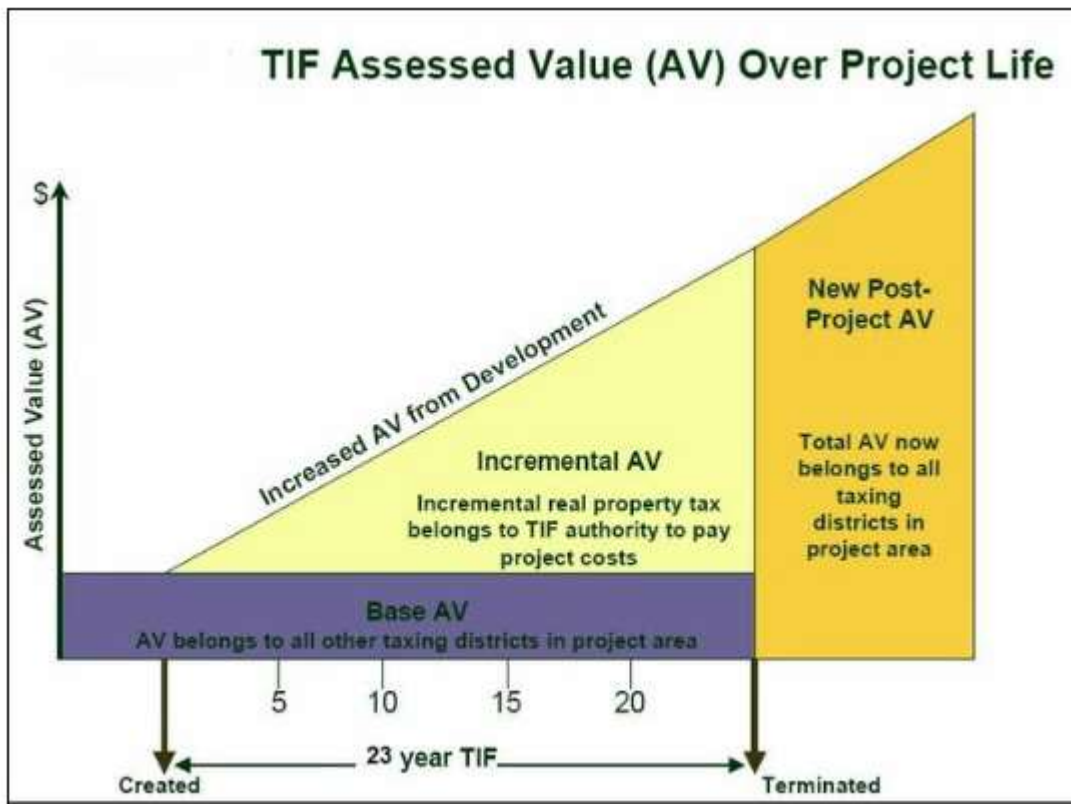 TIF Assessed Value (AV) Over Project Life
$
Assessed Value (AV)
Increased AV from Development
New Post-
Project AV
Incremental AV
Incremental real property tax
belongs to TIF authority to pay
project costs
Total AV now
belongs to all
taxing
districts in
project area
Base AV
AV belongs to all other taxing districts in project area
5
10
15
20
23 year TIF
Created
Terminated